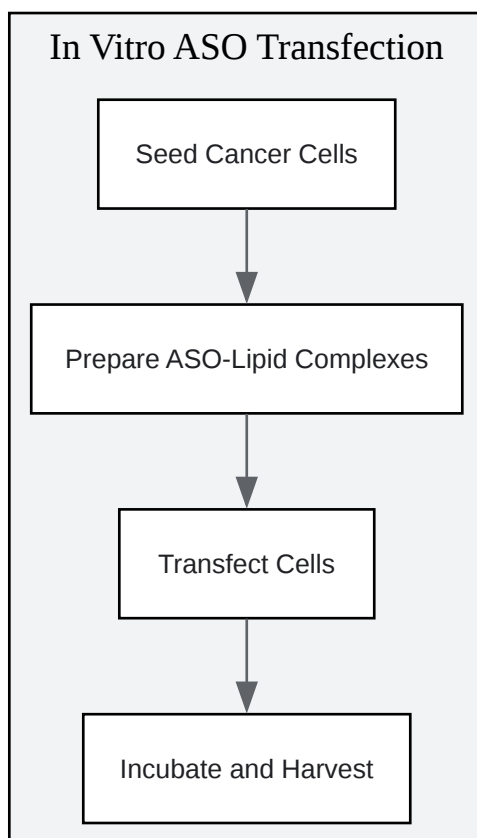 In Vitro ASO Transfection
Seed Cancer Cells
Prepare ASO-Lipid Complexes
Transfect Cells
Incubate and Harvest